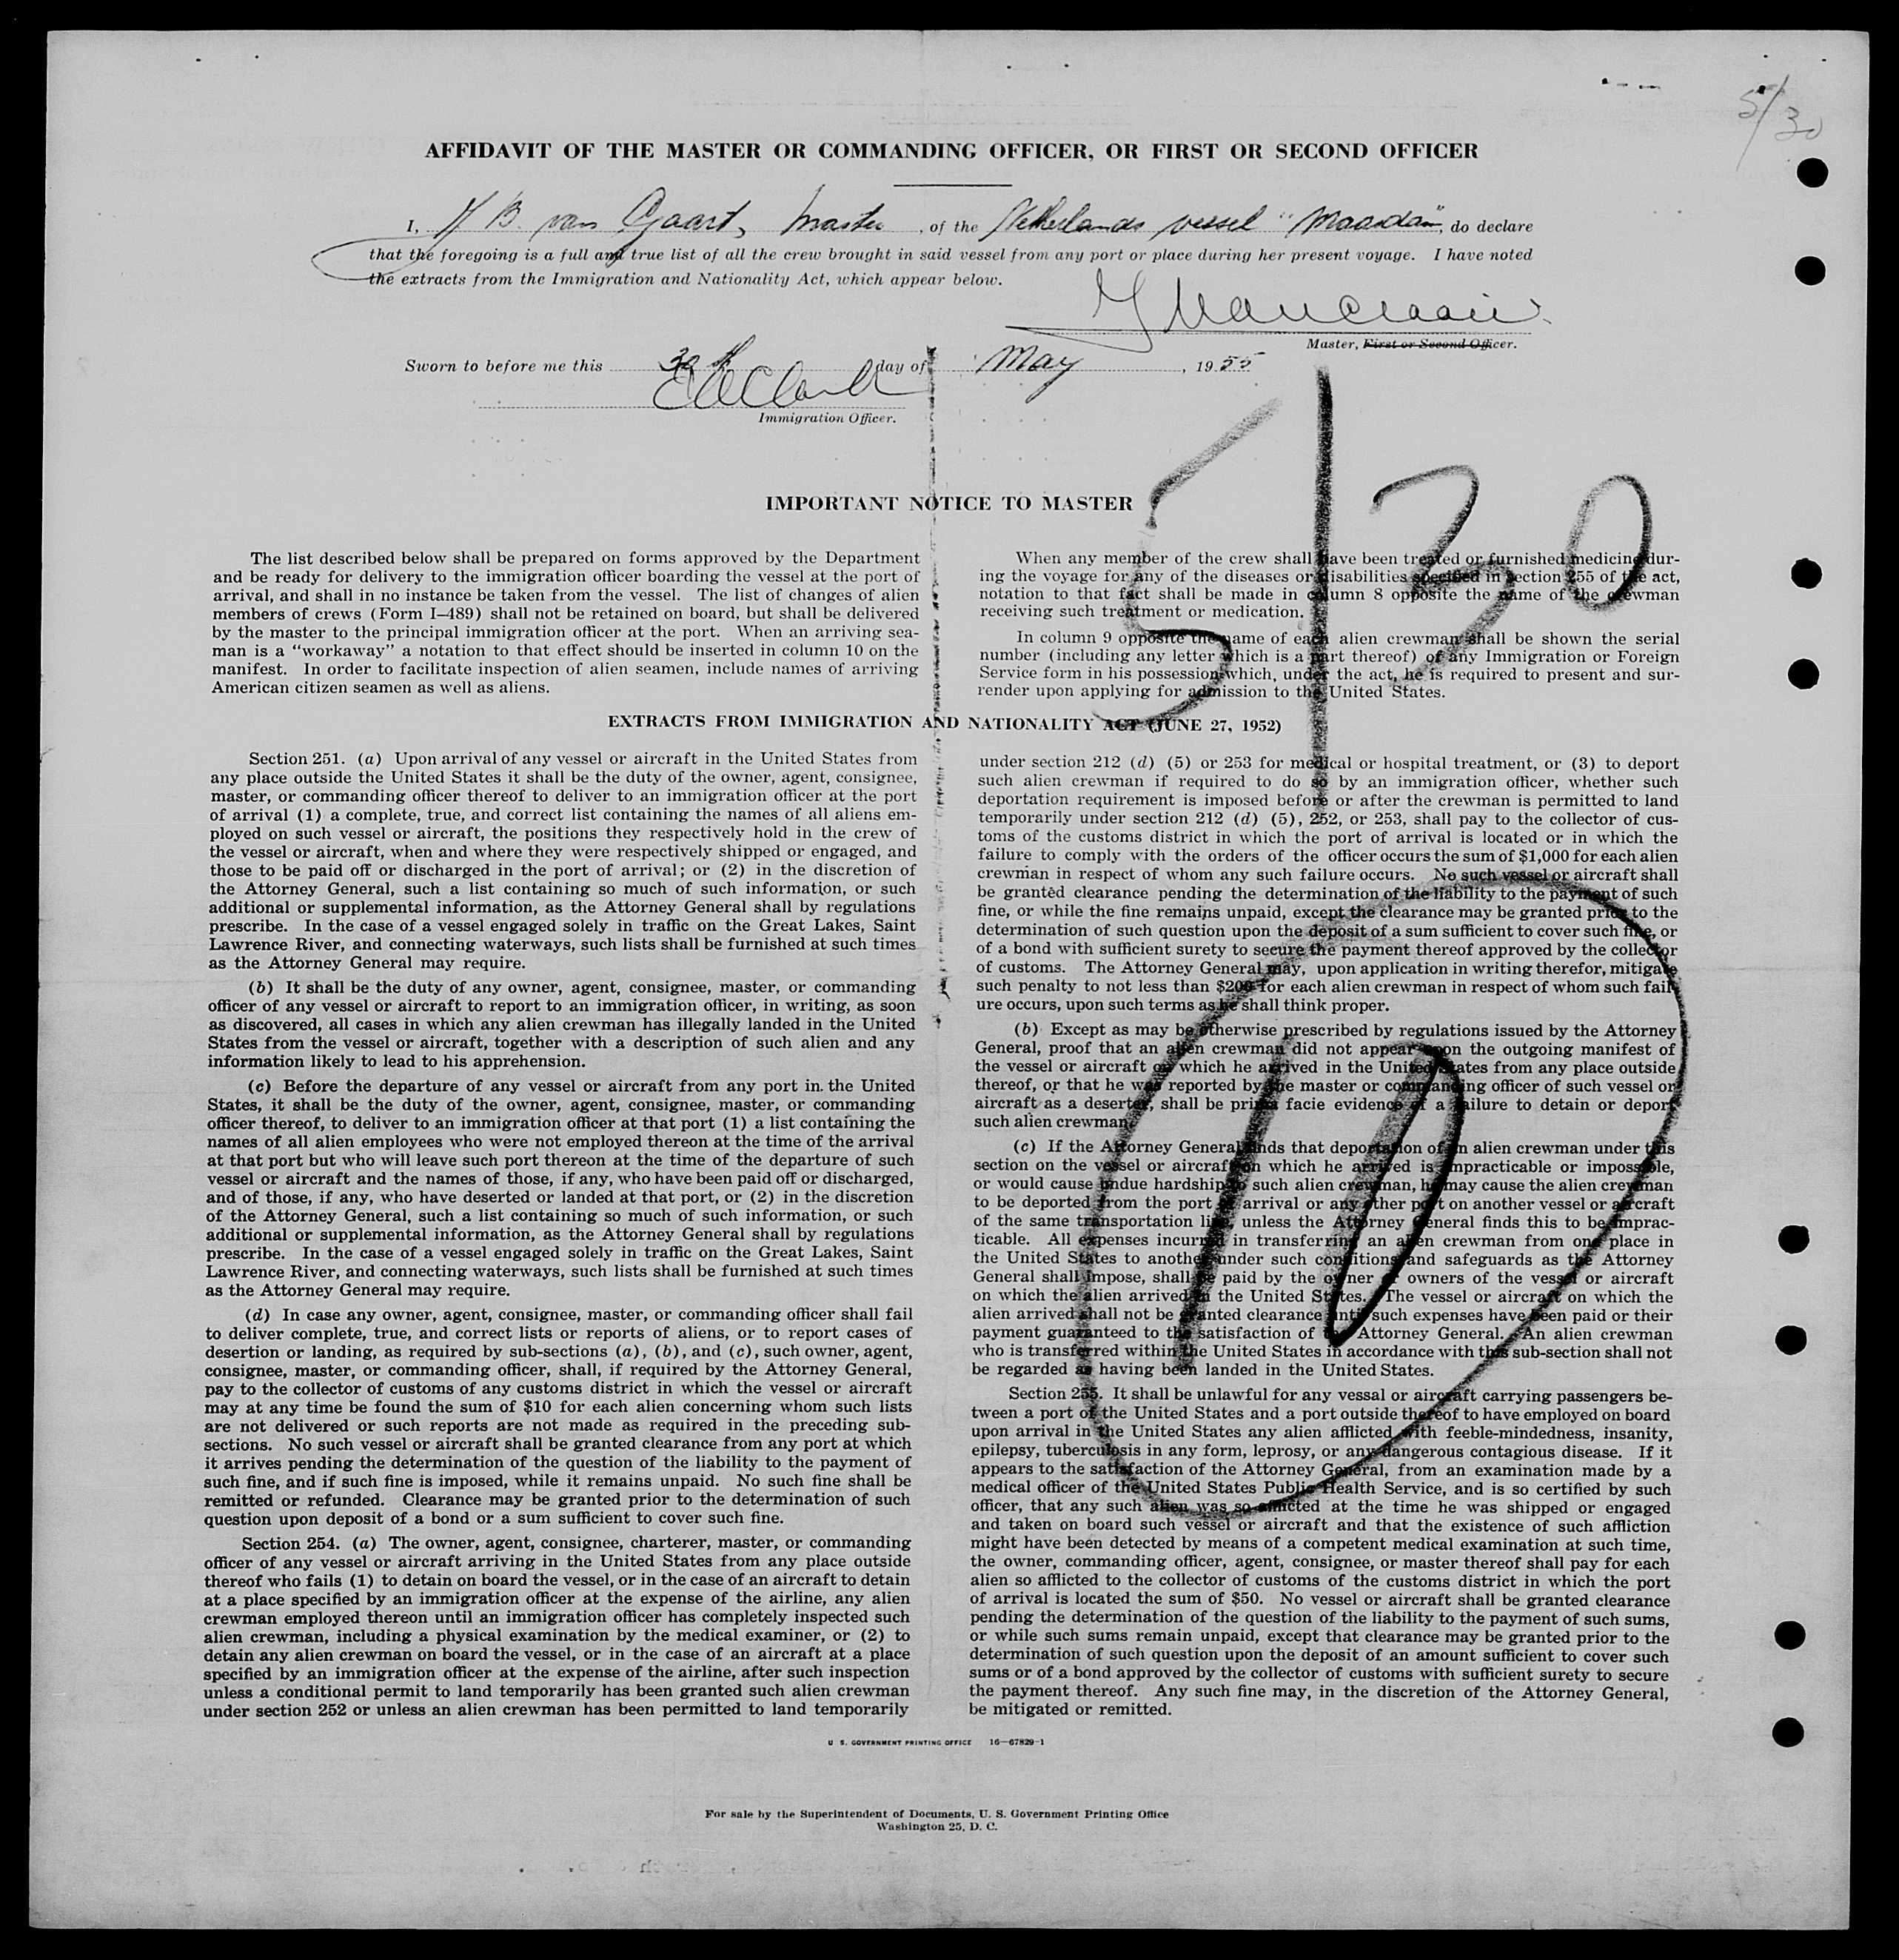 5/30
AFFIDAVIT OF THE MASTER OR COMMANDING OFFICER, OR FIRST OR SECOND OFFICER
I, B. van Master, of the Netherlands vessel "Maasdam", do declare
that the foregoing is a full and true list of all the crew brought in said vessel from any port or place during her present voyage. I have noted
the extracts from the Immigration and Nationality Act, which appear below.
Master, First or Second Officer.
Sworn to before me this 30th day of May, 1955
Immigration Officer.
5/30
IMPORTANT NOTICE TO MASTER
The list described below shall be prepared on forms approved by the Department
and be ready for delivery to the immigration officer boarding the vessel at the port of
arrival, and shall in no instance be taken from the vessel. The list of changes of alien
members of crews (Form I–489) shall not be retained on board, but shall be delivered
by the master to the principal immigration officer at the port. When an arriving sea-
man is a "workaway" a notation to that effect should be inserted in column 10 on the
manifest. In order to facilitate inspection of alien seamen, include names of arriving
American citizen seamen as well as aliens.
When any member of the crew shall have been treated or furnished medicine dur-
ing the voyage for any of the diseases or disabilities specified in section 255 of the act,
notation to that fact shall be made in column 8 opposite the name of the crewman
receiving such treatment or medication.
In column 9 opposite the name of each alien crewman shall be shown the serial
number (including any letter which is a part thereof) of any Immigration or Foreign
Service form in his possession which, under the act, he is required to present and sur-
render upon applying for admission to the United States.
EXTRACTS FROM IMMIGRATION AND NATIONALITY ACT (JUNE 27, 1952)
Section 251. (a) Upon arrival of any vessel or aircraft in the United States from
any place outside the United States it shall be the duty of the owner, agent, consignee,
master, or commanding officer thereof to deliver to an immigration officer at the port
of arrival (1) a complete, true, and correct list containing the names of all aliens em-
ployed on such vessel or aircraft, the positions they respectively hold in the crew of
the vessel or aircraft, when and where they were respectively shipped or engaged, and
those to be paid off or discharged in the port of arrival; or (2) in the discretion of
the Attorney General, such a list containing so much of such information, or such
additional or supplemental information, as the Attorney General shall by regulations
prescribe. In the case of a vessel engaged solely in traffic on the Great Lakes, Saint
Lawrence River, and connecting waterways, such lists shall be furnished at such times
as the Attorney General may require.
(b) It shall be the duty of any owner, agent, consignee, master, or commanding
officer of any vessel or aircraft to report to an immigration officer, in writing, as soon
as discovered, all cases in which any alien crewman has illegally landed in the United
States from the vessel or aircraft, together with a description of such alien and any
information likely to lead to his apprehension.
(c) Before the departure of any vessel or aircraft from any port in the United
States, it shall be the duty of the owner, agent, consignee, master, or commanding
officer thereof, to deliver to an immigration officer at that port (1) a list containing the
names of all alien employees who were not employed thereon at the time of the arrival
at that port but who will leave such port thereon at the time of the departure of such
vessel or aircraft and the names of those, if any, who have been paid off or discharged,
and of those, if any, who have deserted or landed at that port, or (2) in the discretion
of the Attorney General, such a list containing so much of such information, or such
additional or supplemental information, as the Attorney General shall by regulations
prescribe. In the case of a vessel engaged solely in traffic on the Great Lakes, Saint
Lawrence River, and connecting waterways, such lists shall be furnished at such times
as the Attorney General may require.
(d) In case any owner, agent, consignee, master, or commanding officer shall fail
to deliver complete, true, and correct lists or reports of aliens, or to report cases of
desertion or landing, as required by sub-sections (a), (b), and (c), such owner, agent,
consignee, master, or commanding officer, shall, if required by the Attorney General,
pay to the collector of customs of any customs district in which the vessel or aircraft
may at any time be found the sum of $10 for each alien concerning whom such lists
are not delivered or such reports are not made as required in the preceding sub-
sections. No such vessel or aircraft shall be granted clearance from any port at which
it arrives pending the determination of the question of the liability to the payment of
such fine, and if such fine is imposed, while it remains unpaid. No such fine shall be
remitted or refunded. Clearance may be granted prior to the determination of such
question upon deposit of a bond or a sum sufficient to cover such fine.
Section 254. (a) The owner, agent, consignee, charterer, master, or commanding
officer of any vessel or aircraft arriving in the United States from any place outside
thereof who fails (1) to detain on board the vessel, or in the case of an aircraft to detain
at a place specified by an immigration officer at the expense of the airline, any alien
crewman employed thereon until an immigration officer has completely inspected such
alien crewman, including a physical examination by the medical examiner, or (2) to
detain any alien crewman on board the vessel, or in the case of an aircraft at a place
specified by an immigration officer at the expense of the airline, after such inspection
unless a conditional permit to land temporarily has been granted such alien crewman
under section 252 or unless an alien crewman has been permitted to land temporarily
under section 212 (d) (5) or 253 for medical or hospital treatment, or (3) to deport
such alien crewman if required to do so by an immigration officer, whether such
deportation requirement is imposed before or after the crewman is permitted to land
temporarily under section 212 (d) (5), 252, or 253, shall pay to the collector of cus-
toms of the customs district in which the port of arrival is located or in which the
failure to comply with the orders of the officer occurs the sum of $1,000 for each alien
crewman in respect of whom any such failure occurs. No such vessel or aircraft shall
be granted clearance pending the determination of the liability to the payment of such
fine, or while the fine remains unpaid, except the clearance may be granted prior to the
determination of such question upon the deposit of a sum sufficient to cover such fine, or
of a bond with sufficient surety to secure the payment thereof approved by the collector
of customs. The Attorney General may, upon application in writing therefor, mitigate
such penalty to not less than $200 for each alien crewman in respect of whom such fail-
ure occurs, upon such terms as he shall think proper.
(b) Except as may be otherwise prescribed by regulations issued by the Attorney
General, proof that an alien crewman did not appear upon the outgoing manifest of
the vessel or aircraft on which he arrived in the United States from any place outside
thereof, or that he was reported by the master or commanding officer of such vessel or
aircraft as a deserter, shall be prima facie evidence of a failure to detain or deport
such alien crewman.
(c) If the Attorney General finds that deportation of an alien crewman under this
section on the vessel or aircraft on which he arrived is impracticable or impossible,
or would cause undue hardship to such alien crewman, he may cause the alien crewman
to be deported from the port of arrival or any other port on another vessel or aircraft
of the same transportation line, unless the Attorney General finds this to be imprac-
ticable. All expenses incurred in transferring an alien crewman from one place in
the United States to another under such conditions and safeguards as the Attorney
General shall impose, shall be paid by the owner or owners of the vessel or aircraft
on which the alien arrived in the United States. The vessel or aircraft on which the
alien arrived shall not be granted clearance until such expenses have been paid or their
payment guaranteed to the satisfaction of the Attorney General. An alien crewman
who is transferred within the United States in accordance with this sub-section shall not
be regarded as having been landed in the United States.
Section 255. It shall be unlawful for any vessal or aircraft carrying passengers be-
tween a port of the United States and a port outside thereof to have employed on board
upon arrival in the United States any alien afflicted with feeble-mindedness, insanity,
epilepsy, tuberculosis in any form, leprosy, or any dangerous contagious disease. If it
appears to the satisfaction of the Attorney General, from an examination made by a
medical officer of the United States Public Health Service, and is so certified by such
officer, that any such alien was so afflicted at the time he was shipped or engaged
and taken on board such vessel or aircraft and that the existence of such affliction
might have been detected by means of a competent medical examination at such time,
the owner, commanding officer, agent, consignee, or master thereof shall pay for each
alien so afflicted to the collector of customs of the customs district in which the port
of arrival is located the sum of $50. No vessel or aircraft shall be granted clearance
pending the determination of the question of the liability to the payment of such sums,
or while such sums remain unpaid, except that clearance may be granted prior to the
determination of such question upon the deposit of an amount sufficient to cover such
sums or of a bond approved by the collector of customs with sufficient surety to secure
the payment thereof. Any such fine may, in the discretion of the Attorney General,
be mitigated or remitted.
10
U. S. GOVERNMENT PRINTING OFFICE 16—67829-1
For sale by the Superintendent of Documents, U. S. Government Printing Office
Washington 25, D. C.